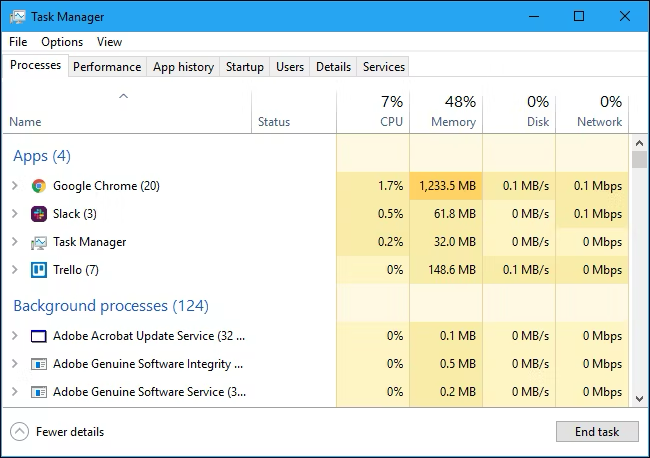 Task Manager
File Options View
Processes Performance App history Startup Users Details Services
7% 48% 0% 0%
Name Status CPU Memory Disk Network
Apps (4)
Google Chrome (20) 1.7% 1,233.5 MB 0.1 MB/s 0.1 Mbps
Slack (3) 0.5% 61.8 MB 0 MB/s 0.1 Mbps
Task Manager 0.2% 32.0 MB 0 MB/s 0 Mbps
Trello (7) 0% 148.6 MB 0.1 MB/s 0 Mbps
Background processes (124)
Adobe Acrobat Update Service (32 ... 0% 0.1 MB 0 MB/s 0 Mbps
Adobe Genuine Software Integrity ... 0% 0.5 MB 0 MB/s 0 Mbps
Adobe Genuine Software Service (3... 0% 0.2 MB 0 MB/s 0 Mbps
Fewer details End task